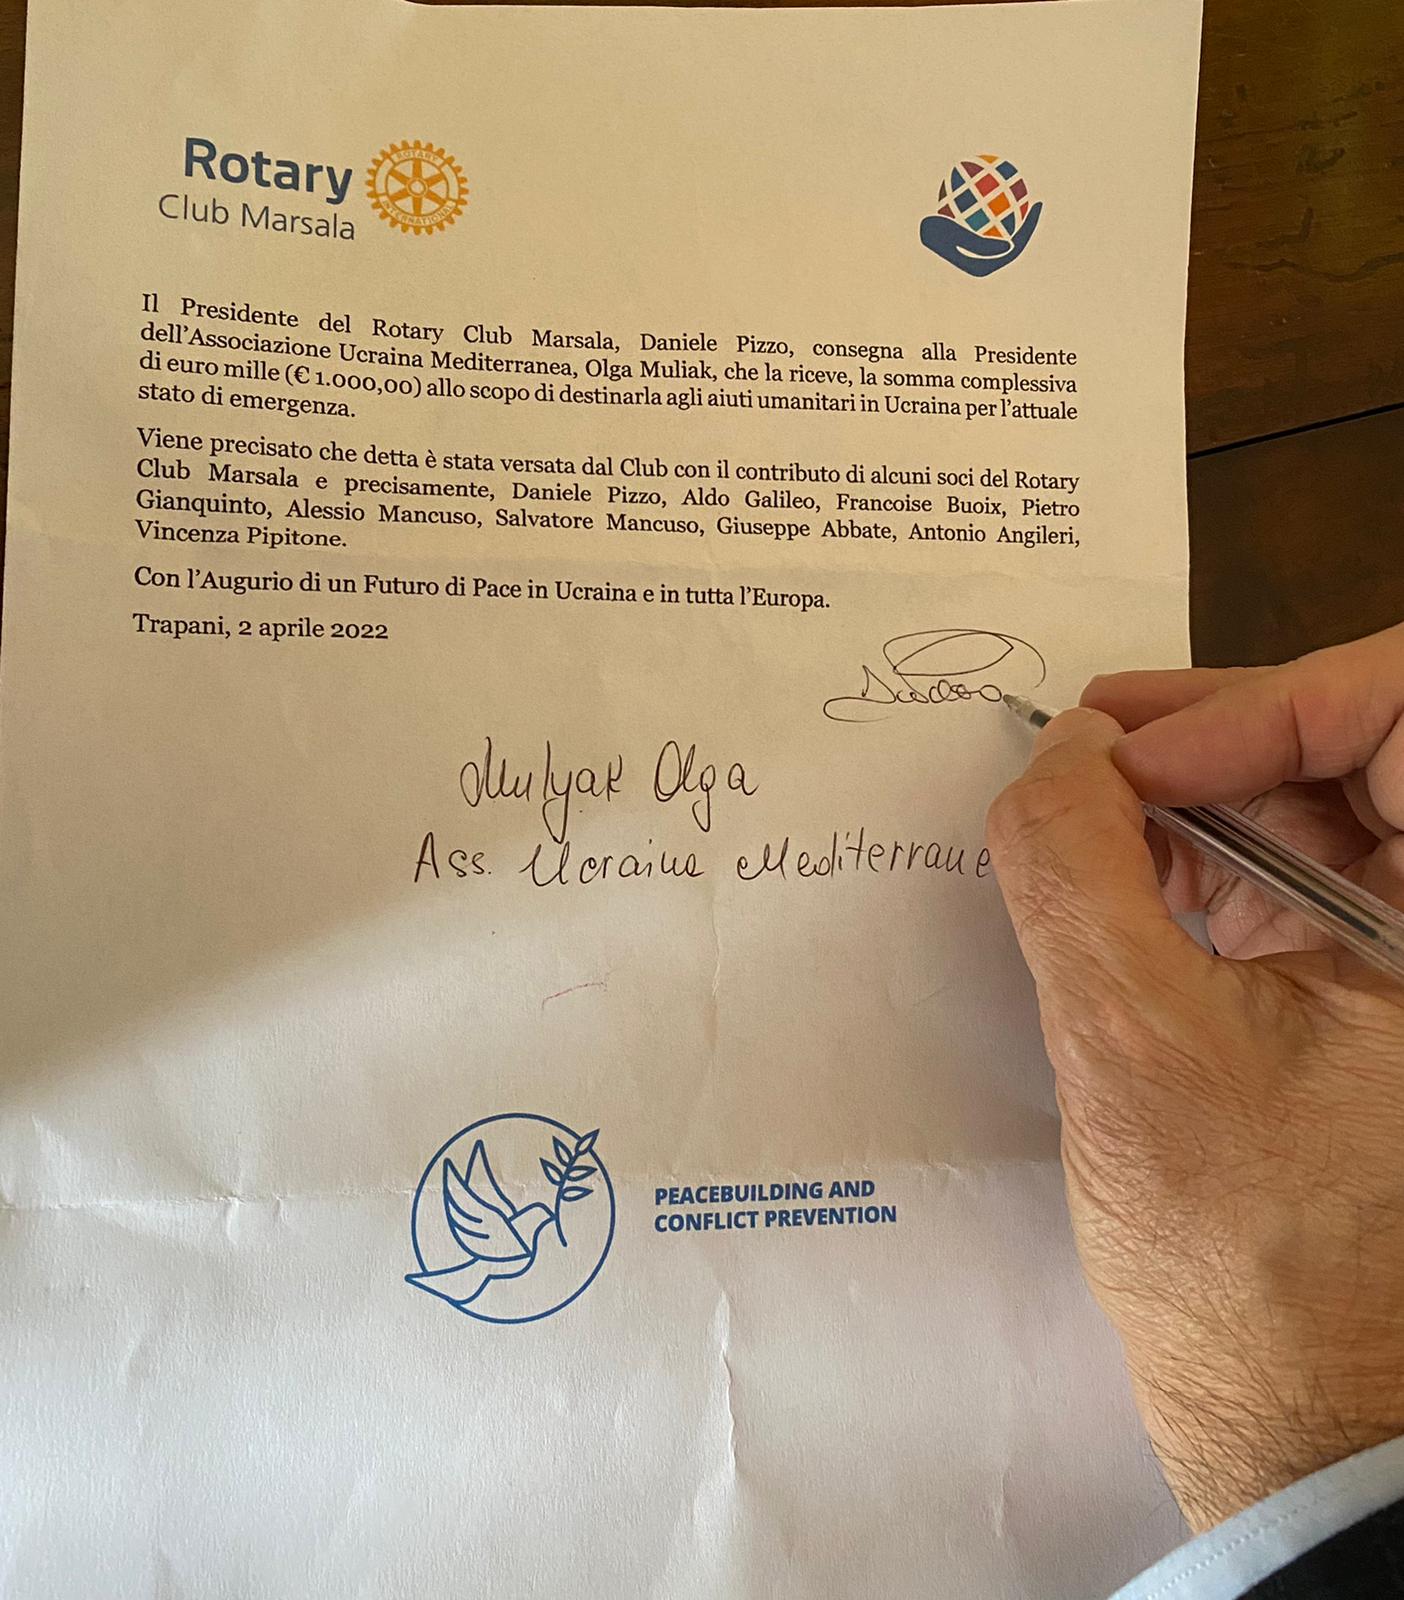 Rotary
Club Marsala
ROTARY
INTERNATIONAL
Il Presidente del Rotary Club Marsala, Daniele Pizzo, consegna alla Presidente
dell'Associazione Ucraina Mediterranea, Olga Muliak, che la riceve, la somma complessiva
di euro mille (€ 1.000,00) allo scopo di destinarla agli aiuti umanitari in Ucraina per l'attuale
stato di emergenza.
Viene precisato che detta è stata versata dal Club con il contributo di alcuni soci del Rotary
Club Marsala e precisamente, Daniele Pizzo, Aldo Galileo, Francoise Buoix, Pietro
Gianquinto, Alessio Mancuso, Salvatore Mancuso, Giuseppe Abbate, Antonio Angileri,
Vincenza Pipitone.
Con l'Augurio di un Futuro di Pace in Ucraina e in tutta l'Europa.
Trapani, 2 aprile 2022
Mulyak Olga
Ass. Ucraina Mediterrane
PEACEBUILDING AND
CONFLICT PREVENTION